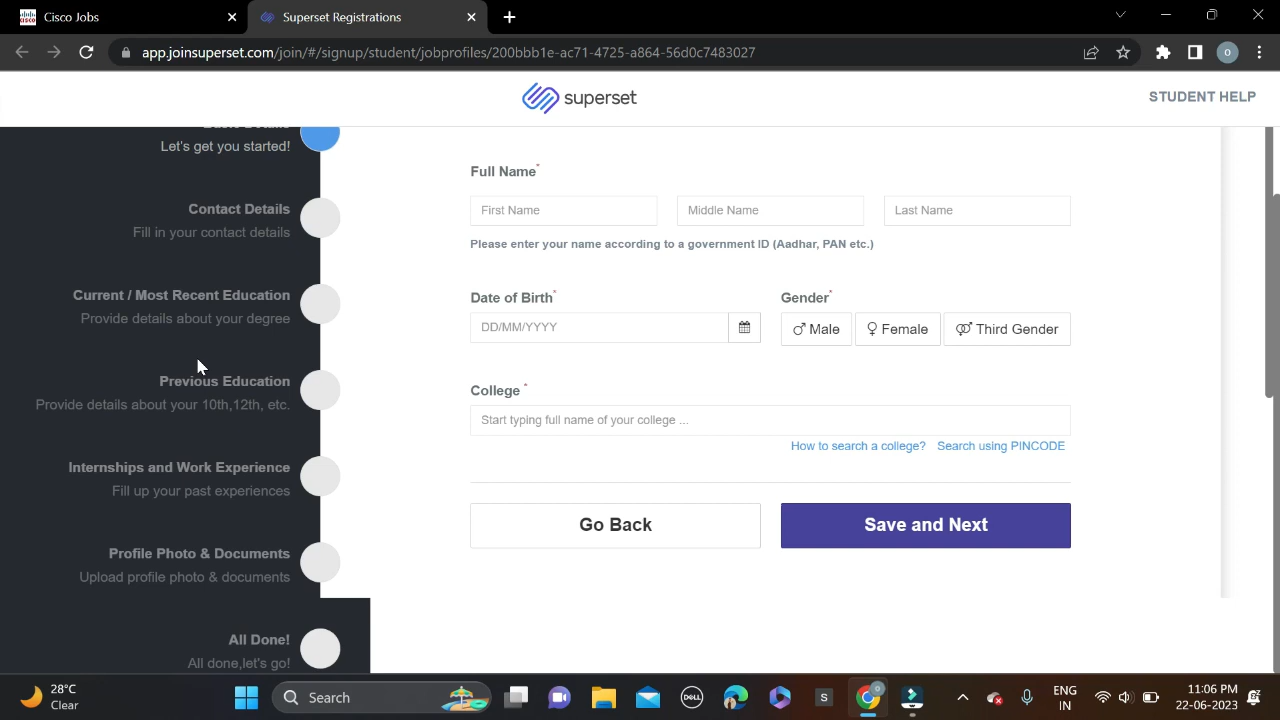 Cisco Jobs
Superset Registrations
app.joinsuperset.com/join/#/signup/student/jobprofiles/200bbb1e-ac71-4725-a864-56d0c7483027
superset
STUDENT HELP
Basic Details
Let's get you started!
Contact Details
Fill in your contact details
Current / Most Recent Education
Provide details about your degree
Previous Education
Provide details about your 10th,12th, etc.
Internships and Work Experience
Fill up your past experiences
Profile Photo & Documents
Upload profile photo & documents
All Done!
All done,let's go!
Full Name*
First Name Middle Name Last Name
Please enter your name according to a government ID (Aadhar, PAN etc.)
Date of Birth* Gender*
DD/MM/YYYY Male Female Third Gender
College *
Start typing full name of your college ...
How to search a college? Search using PINCODE
Go Back Save and Next
28°C
Clear
Search
DELL
S
ENG
IN
11:06 PM
22-06-2023